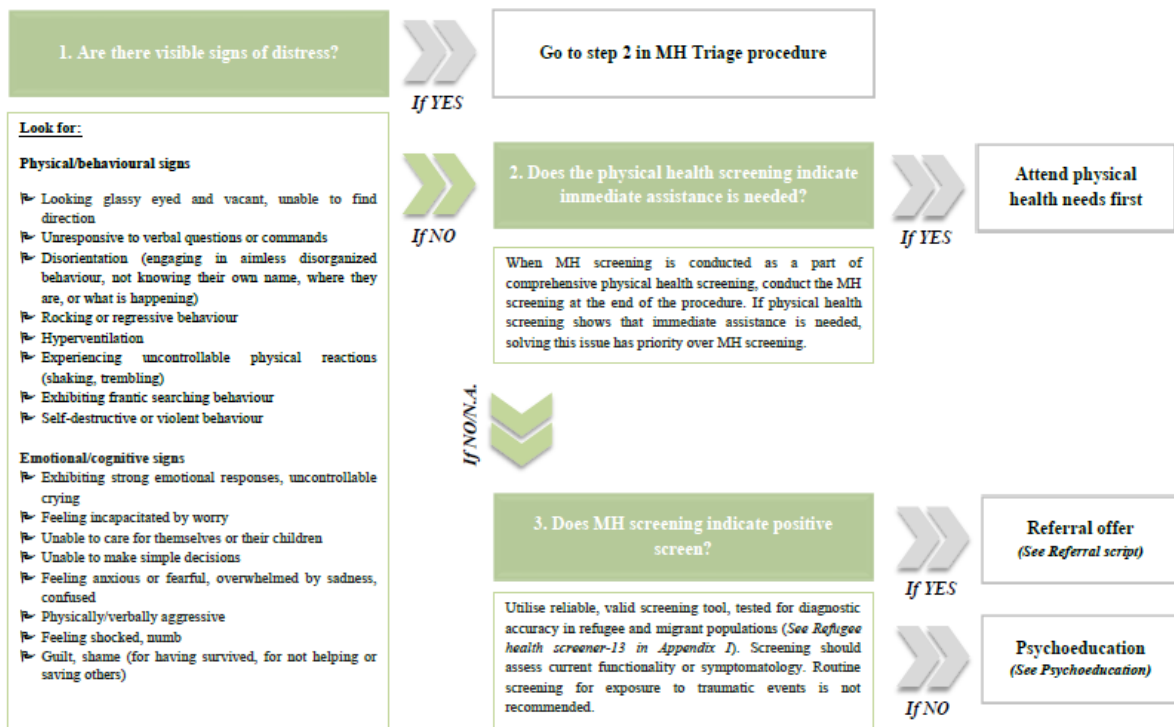 1. Are there visible signs of distress?
If YES
Go to step 2 in MH Triage procedure
Look for:
Physical/behavioural signs
Looking glassy eyed and vacant, unable to find
direction
Unresponsive to verbal questions or commands
Disorientation (engaging in aimless disorganized
behaviour, not knowing their own name, where they
are, or what is happening)
Rocking or regressive behaviour
Hyperventilation
Experiencing uncontrollable physical reactions
(shaking, trembling)
Exhibiting frantic searching behaviour
Self-destructive or violent behaviour
Emotional/cognitive signs
Exhibiting strong emotional responses, uncontrollable
crying
Feeling incapacitated by worry
Unable to care for themselves or their children
Unable to make simple decisions
Feeling anxious or fearful, overwhelmed by sadness,
confused
Physically/verbally aggressive
Feeling shocked, numb
Guilt, shame (for having survived, for not helping or
saving others)
If NO
2. Does the physical health screening indicate
immediate assistance is needed?
If YES
Attend physical
health needs first
When MH screening is conducted as a part of
comprehensive physical health screening, conduct the MH
screening at the end of the procedure. If physical health
screening shows that immediate assistance is needed,
solving this issue has priority over MH screening.
If NO/N.A.
3. Does MH screening indicate positive
screen?
If YES
Referral offer
(See Referral script)
Utilise reliable, valid screening tool, tested for diagnostic
accuracy in refugee and migrant populations (See Refugee
health screener-13 in Appendix I). Screening should
assess current functionality or symptomatology. Routine
screening for exposure to traumatic events is not
recommended.
If NO
Psychoeducation
(See Psychoeducation)